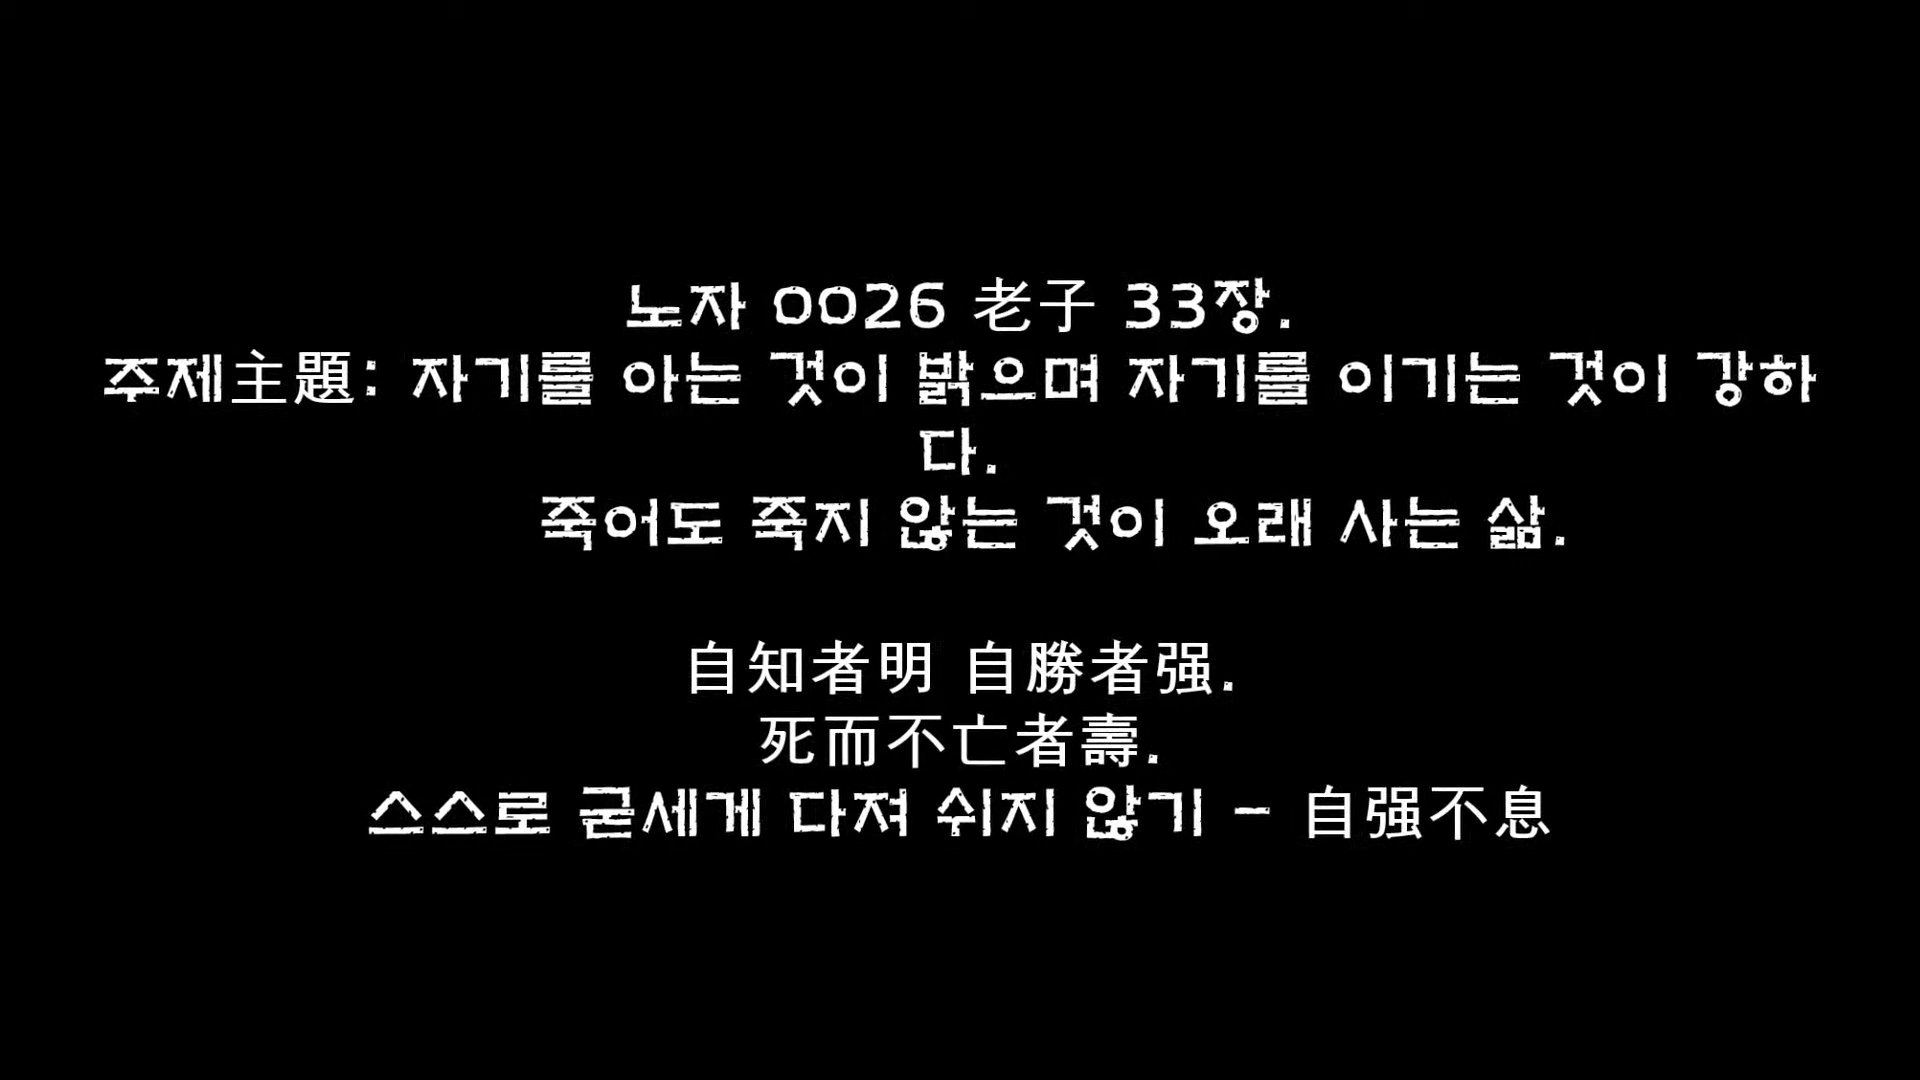 노자 0026 老子 33장.
주제主題: 자기를 아는 것이 밝으며 자기를 이기는 것이 강하
다.
죽어도 죽지 않는 것이 오래 사는 삶.
自知者明 自勝者强.
死而不亡者壽.
스스로 굳세게 다져 쉬지 않기 - 自强不息